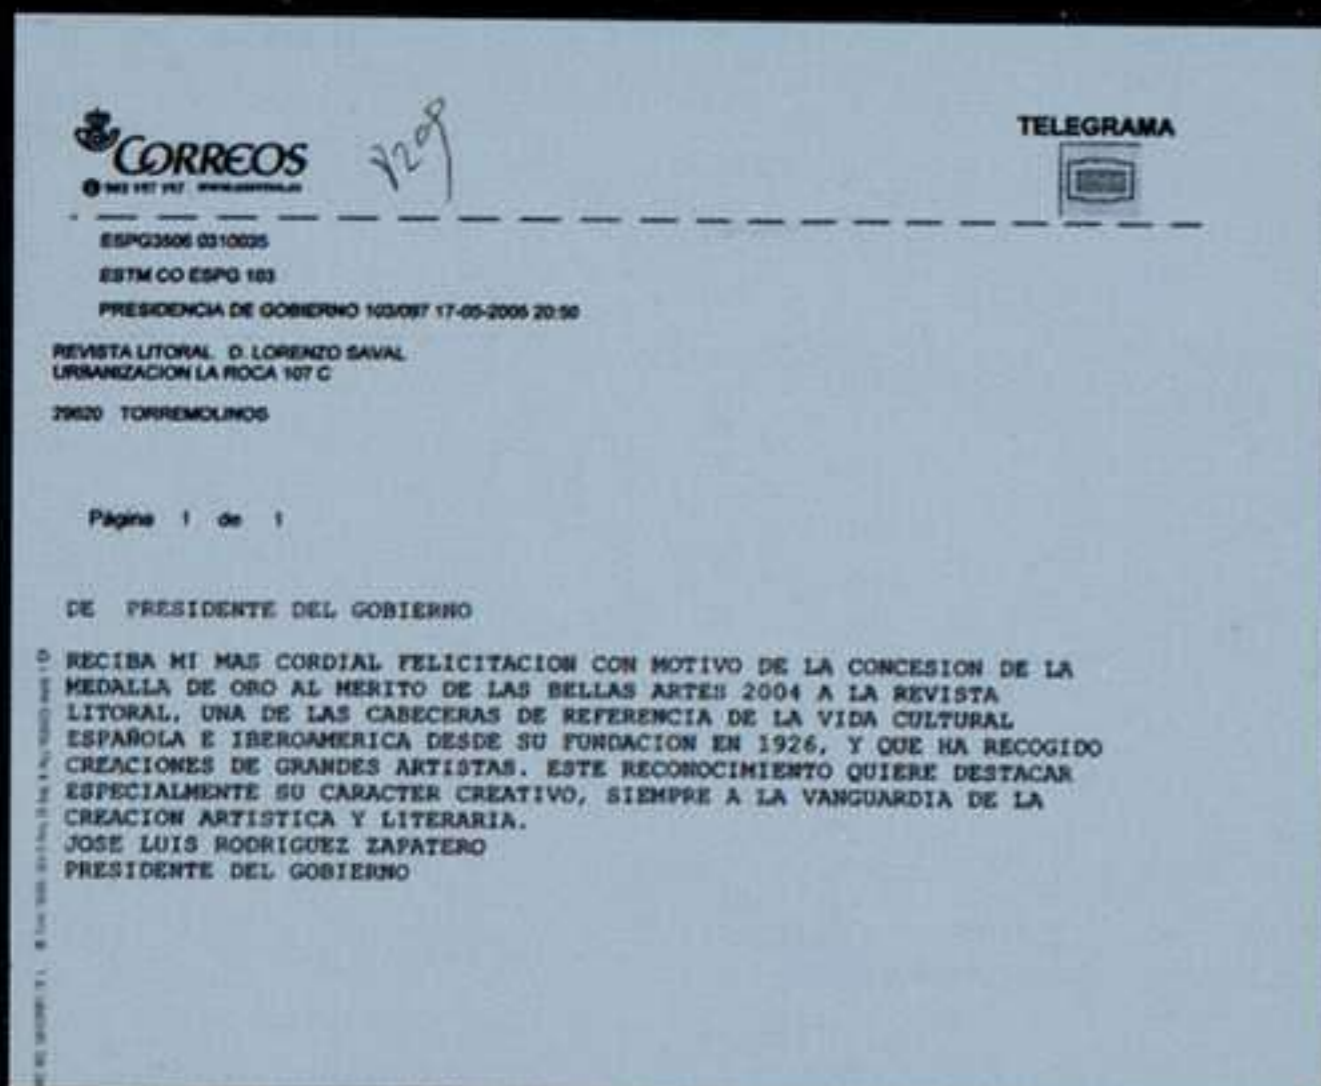 CORREOS
TELEGRAMA
ESPG3506 0310035
ESTM CO ESPG 103
PRESIDENCIA DE GOBIERNO 103/097 17-05-2005 20:50
REVISTA LITORAL D. LORENZO SAVAL
URBANIZACION LA ROCA 107 C
29620 TORREMOLINOS
Página 1 de 1
DE PRESIDENTE DEL GOBIERNO
RECIBA MI MAS CORDIAL FELICITACION CON MOTIVO DE LA CONCESION DE LA
MEDALLA DE ORO AL MERITO DE LAS BELLAS ARTES 2004 A LA REVISTA
LITORAL, UNA DE LAS CABECERAS DE REFERENCIA DE LA VIDA CULTURAL
ESPAÑOLA E IBEROAMERICA DESDE SU FUNDACION EN 1926, Y QUE HA RECOGIDO
CREACIONES DE GRANDES ARTISTAS. ESTE RECONOCIMIENTO QUIERE DESTACAR
ESPECIALMENTE SU CARACTER CREATIVO, SIEMPRE A LA VANGUARDIA DE LA
CREACION ARTISTICA Y LITERARIA.
JOSE LUIS RODRIGUEZ ZAPATERO
PRESIDENTE DEL GOBIERNO